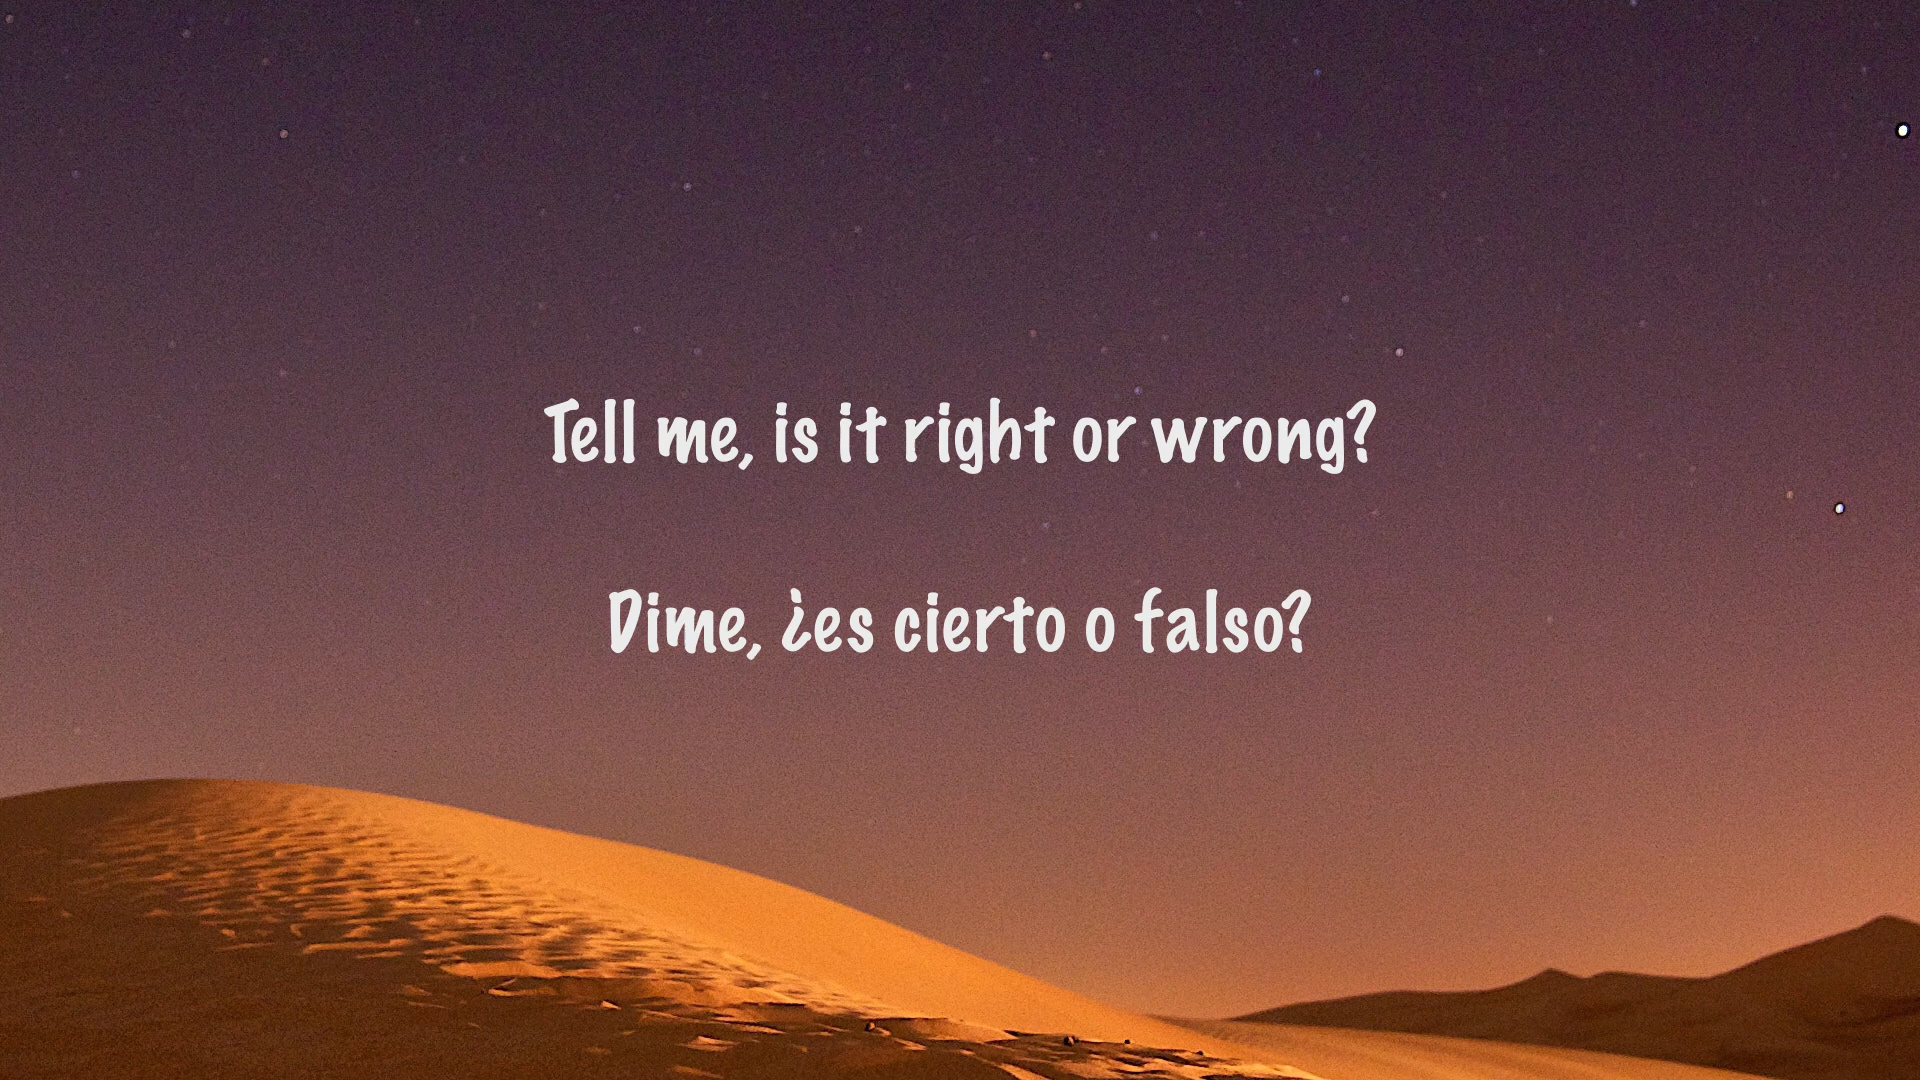 Tell me, is it right or wrong?
Dime, ¿es cierto o falso?